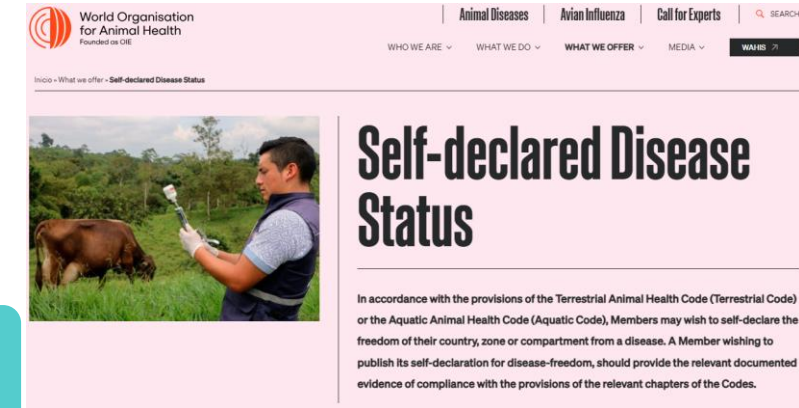 World Organisation
for Animal Health
Founded as OIE
Animal Diseases
Avian Influenza
Call for Experts
SEARCH
WHO WE ARE
WHAT WE DO
WHAT WE OFFER
MEDIA
WAHIS
Inicio - What we offer - Self-declared Disease Status
Self-declared Disease
Status
In accordance with the provisions of the Terrestrial Animal Health Code (Terrestrial Code)
or the Aquatic Animal Health Code (Aquatic Code), Members may wish to self-declare the
freedom of their country, zone or compartment from a disease. A Member wishing to
publish its self-declaration for disease-freedom, should provide the relevant documented
evidence of compliance with the provisions of the relevant chapters of the Codes.